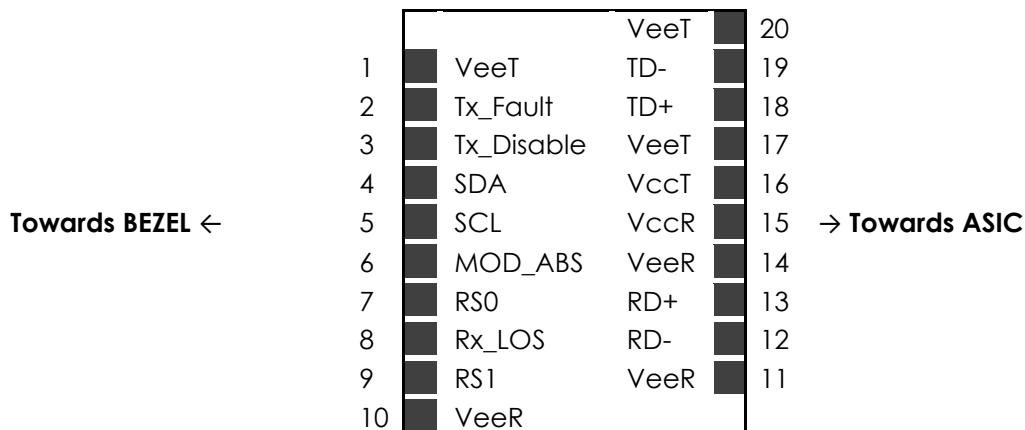 VeeT 20
1 VeeT TD- 19
2 Tx_Fault TD+ 18
3 Tx_Disable VeeT 17
4 SDA VccT 16
Towards BEZEL ← 5 SCL VccR 15 → Towards ASIC
6 MOD_ABS VeeR 14
7 RS0 RD+ 13
8 Rx_LOS RD- 12
9 RS1 VeeR 11
10 VeeR